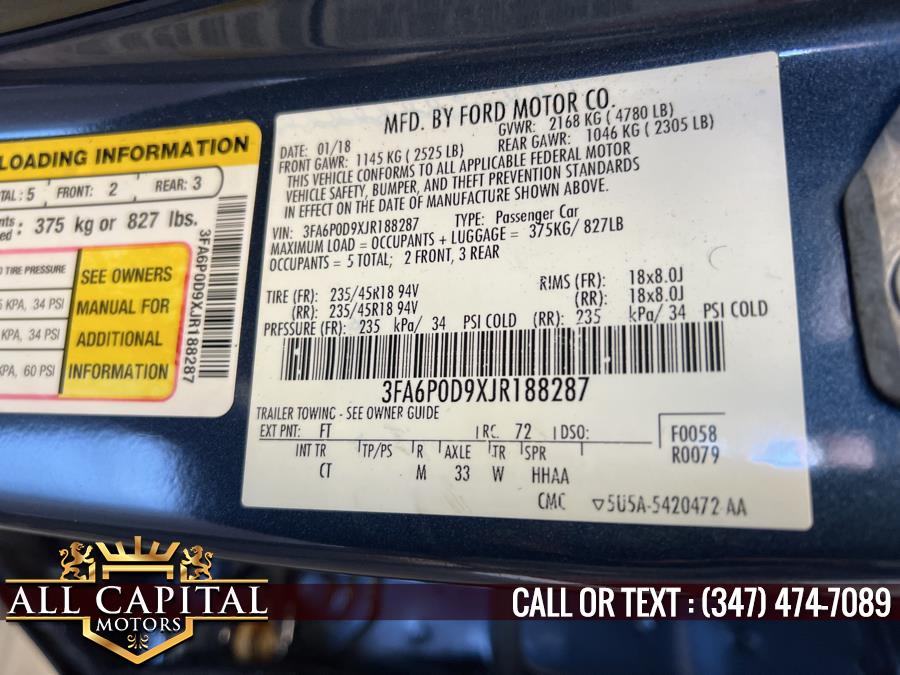 LOADING INFORMATION
TAL: 5 FRONT: 2 REAR: 3
375 kg or 827 lbs.
TIRE PRESSURE
KPA, 34 PSI
KPA, 34 PSI
KPA, 60 PSI
SEE OWNERS
MANUAL FOR
ADDITIONAL
INFORMATION
3FA6P0D9XJR188287
MFD. BY FORD MOTOR CO.
DATE: 01/18 GVWR: 2168 KG ( 4780 LB)
FRONT GAWR: 1145 KG ( 2525 LB) REAR GAWR: 1046 KG ( 2305 LB)
THIS VEHICLE CONFORMS TO ALL APPLICABLE FEDERAL MOTOR
VEHICLE SAFETY, BUMPER, AND THEFT PREVENTION STANDARDS
IN EFFECT ON THE DATE OF MANUFACTURE SHOWN ABOVE.
VIN: 3FA6P0D9XJR188287 TYPE: Passenger Car
MAXIMUM LOAD = OCCUPANTS + LUGGAGE = 375KG/ 827LB
OCCUPANTS = 5 TOTAL; 2 FRONT, 3 REAR
TIRE (FR): 235/45R18 94V RIMS (FR): 18x8.0J
(RR): 235/45R18 94V (RR): 18x8.0J
PRESSURE (FR): 235 kPa/ 34 PSI COLD (RR): 235 kPa/ 34 PSI COLD
3FA6P0D9XJR188287
TRAILER TOWING - SEE OWNER GUIDE
EXT PNT: FT RC: 72 DSO: F0058
INT TR TP/PS R AXLE TR SPR R0079
CT M 33 W HHAA
CMC ▽5U5A-5420472-AA
ALL CAPITAL
MOTORS
CALL OR TEXT : (347) 474-7089